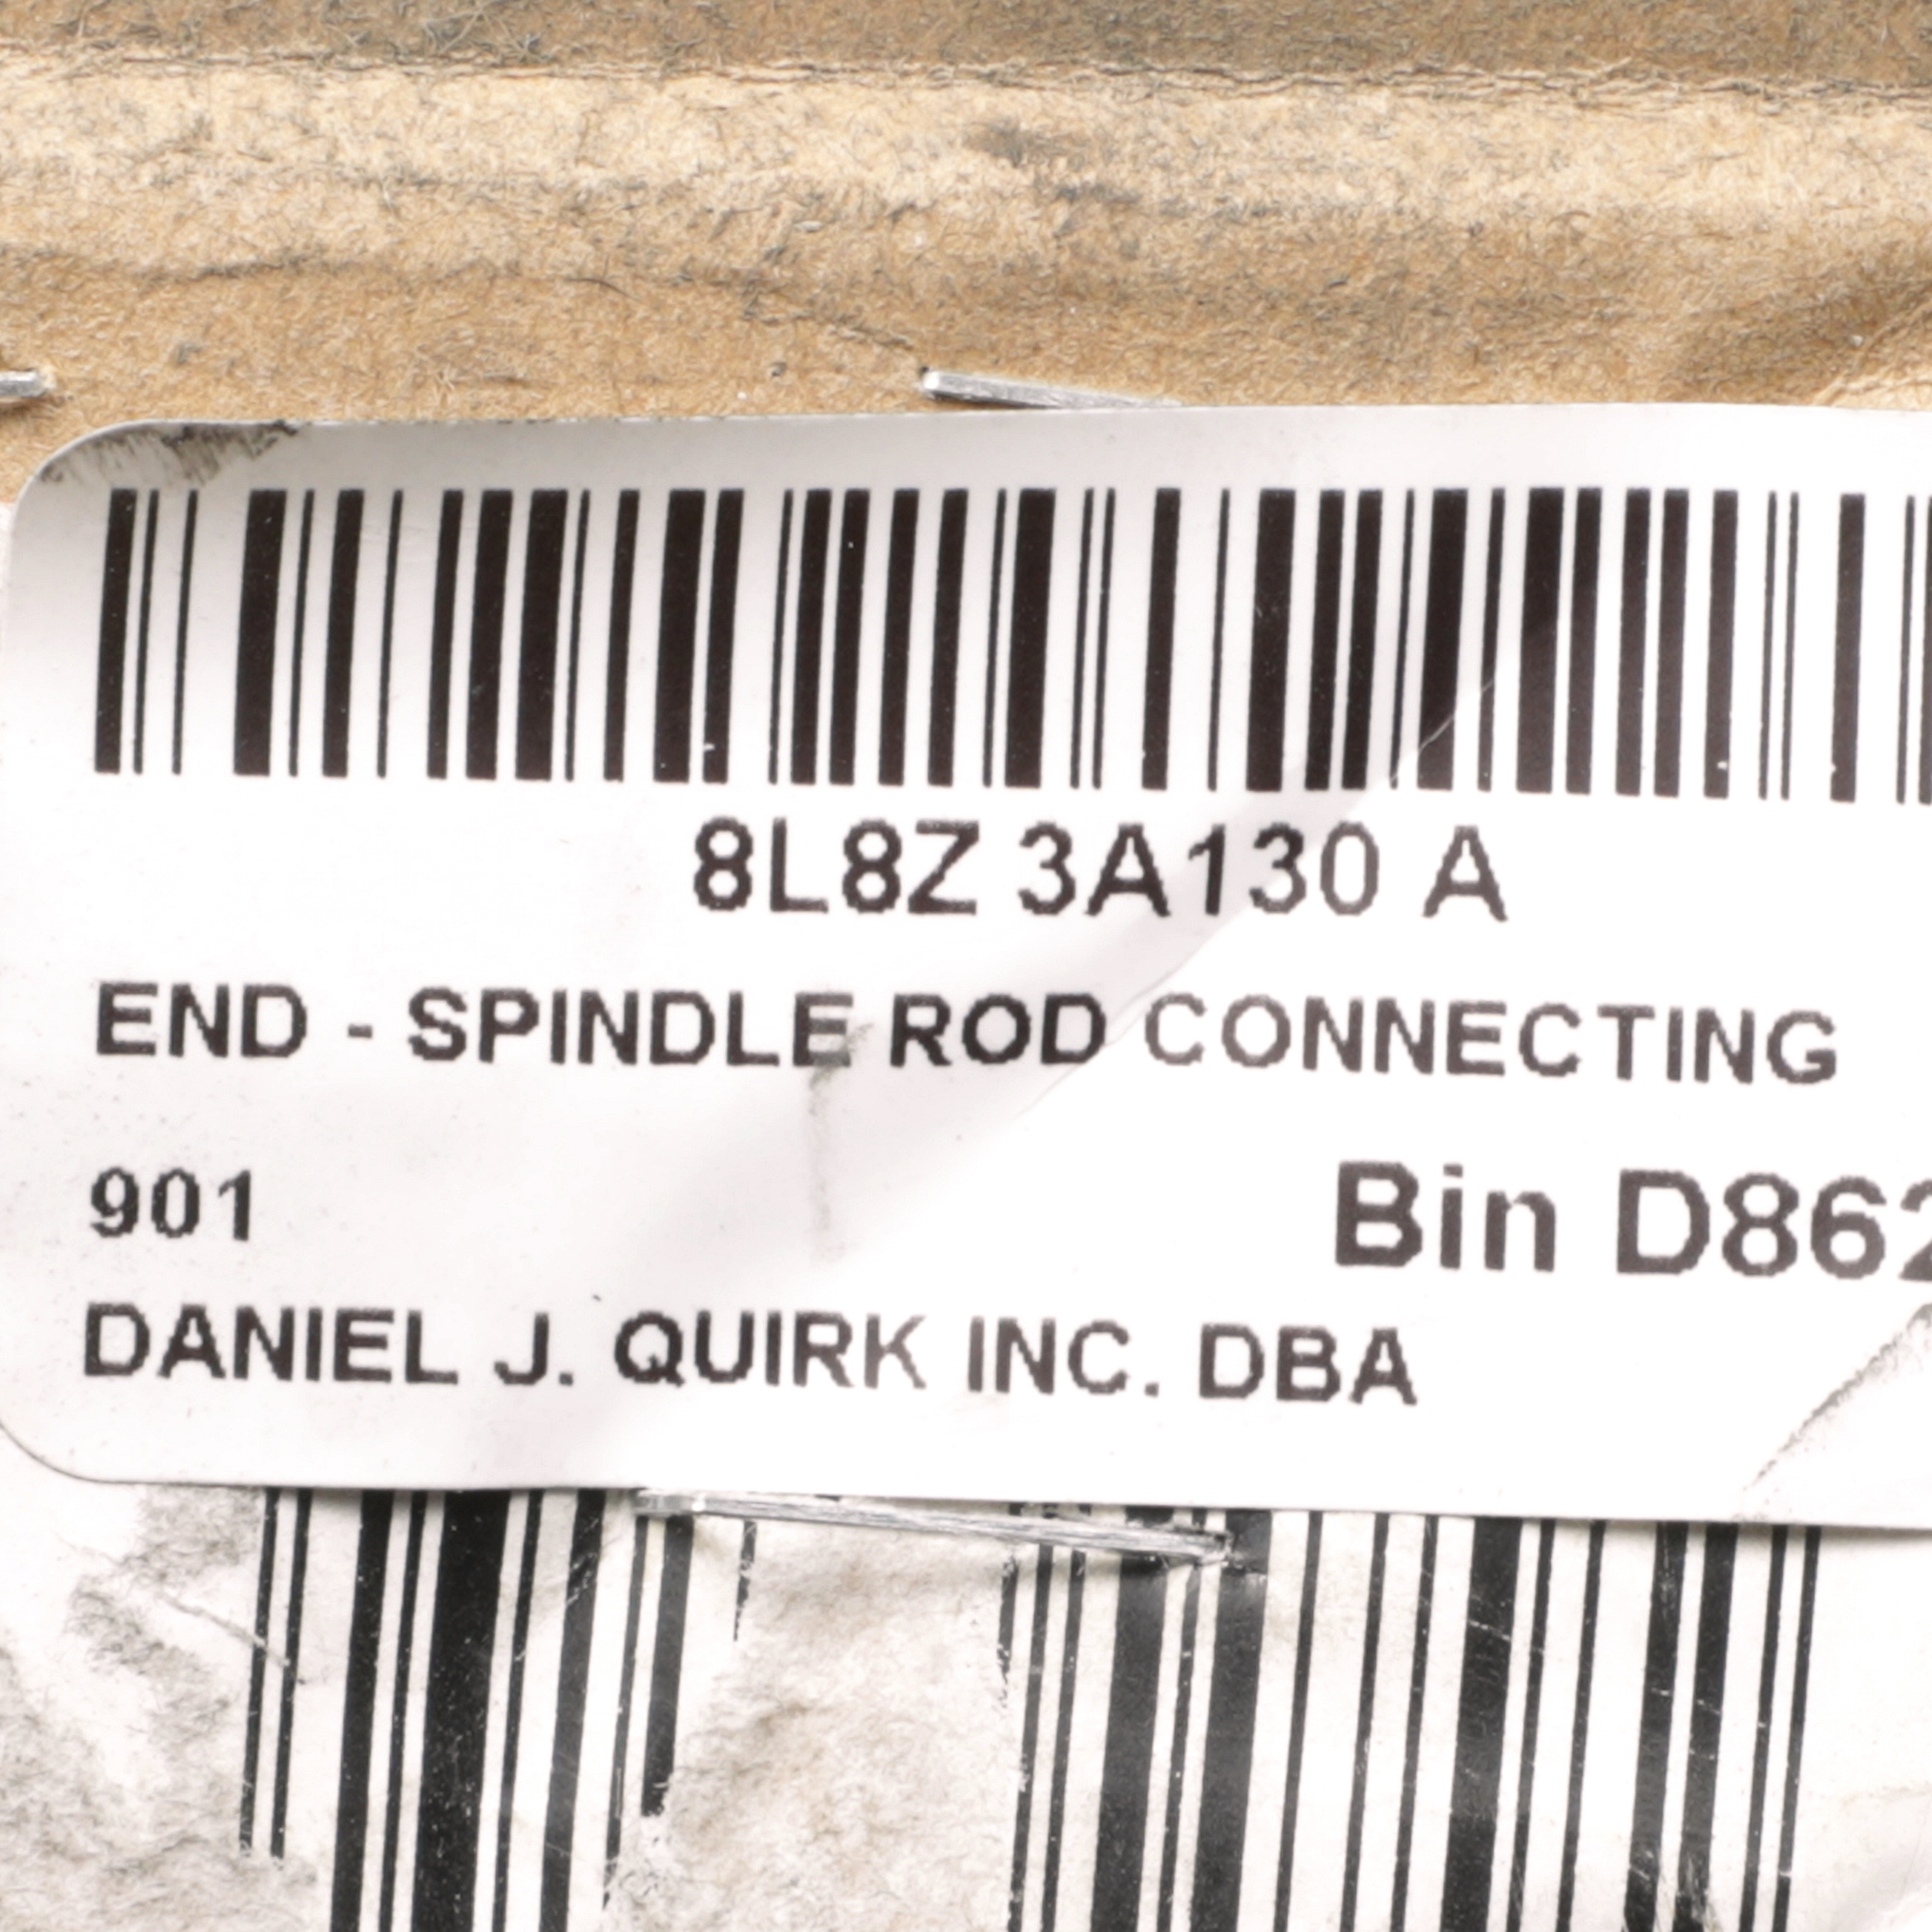 8L8Z 3A130 A
END - SPINDLE ROD CONNECTING
901
Bin D862
DANIEL J. QUIRK INC. DBA